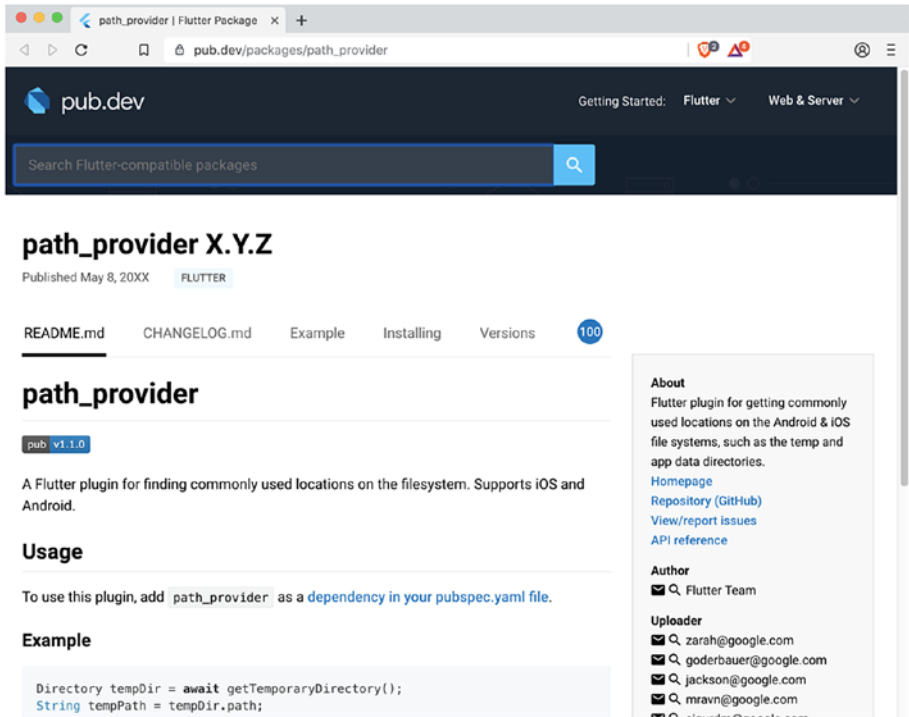 path_provider | Flutter Package
pub.dev/packages/path_provider
pub.dev
Getting Started: Flutter Web & Server
Search Flutter-compatible packages
path_provider X.Y.Z
Published May 8, 20XX FLUTTER
README.md CHANGELOG.md Example Installing Versions 100
path_provider
pub v1.1.0
A Flutter plugin for finding commonly used locations on the filesystem. Supports iOS and
Android.
Usage
To use this plugin, add path_provider as a dependency in your pubspec.yaml file.
Example
Directory tempDir = await getTemporaryDirectory();
String tempPath = tempDir.path;
About
Flutter plugin for getting commonly
used locations on the Android & iOS
file systems, such as the temp and
app data directories.
Homepage
Repository (GitHub)
View/report issues
API reference
Author
Flutter Team
Uploader
zarah@google.com
goderbauer@google.com
jackson@google.com
mravn@google.com